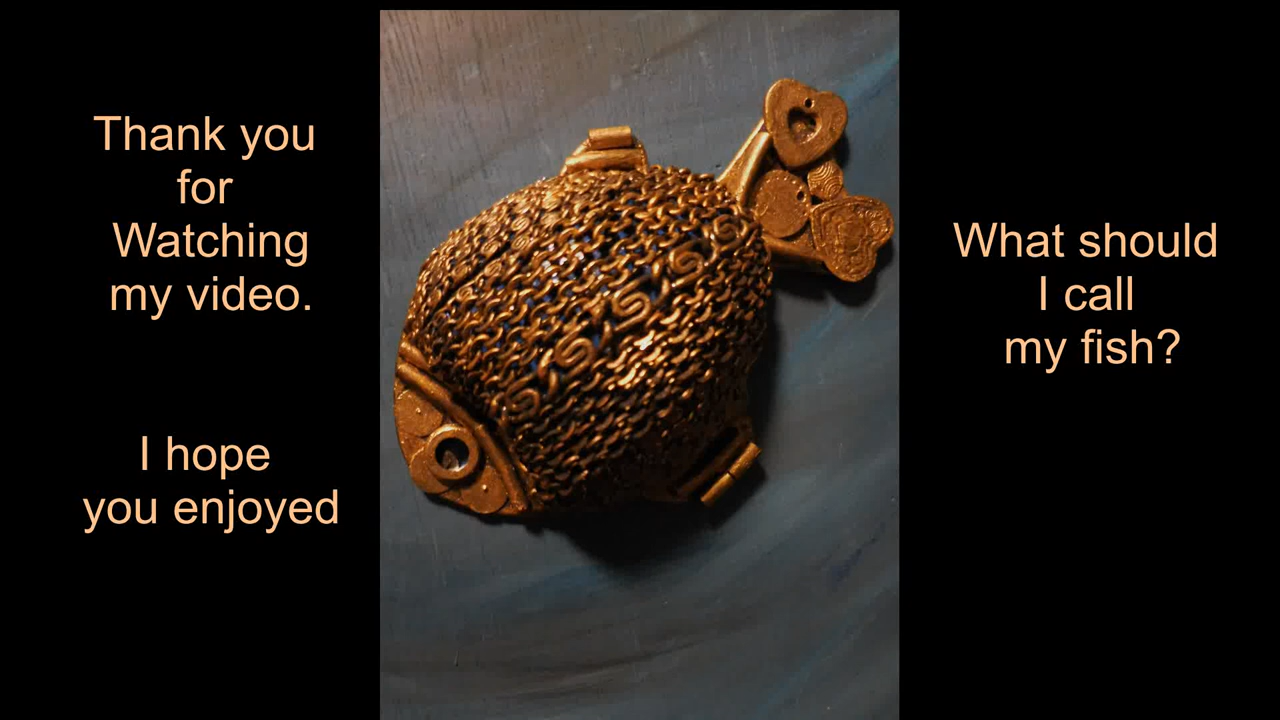 Thank you
for
Watching
my video.
I hope
you enjoyed
What should
I call
my fish?